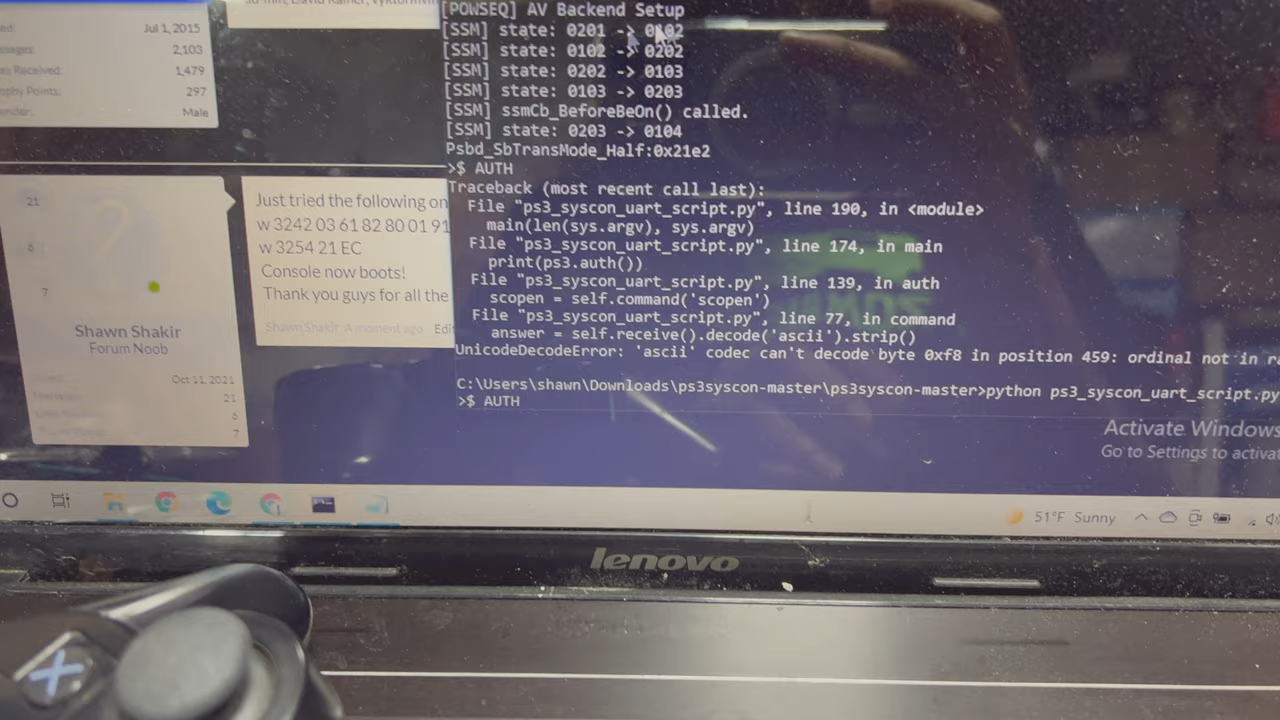 Jul 1, 2015
2,103
1,479
297
Male
21
6
7
Shawn Shakir
Forum Noob
Oct 11, 2021
21
6
7
Just tried the following on
w 3242 03 61 82 80 01 91
w 3254 21 EC
Console now boots!
Thank you guys for all the
Shawn Shakir A moment ago Edi
[POWSEQ] AV Backend Setup
[SSM] state: 0201 -> 0102
[SSM] state: 0102 -> 0202
[SSM] state: 0202 -> 0103
[SSM] state: 0103 -> 0203
[SSM] ssmCb_BeforeBeOn() called.
[SSM] state: 0203 -> 0104
Psbd_SbTransMode_Half:0x21e2
>$ AUTH
Traceback (most recent call last):
File "ps3_syscon_uart_script.py", line 190, in <module>
main(len(sys.argv), sys.argv)
File "ps3_syscon_uart_script.py", line 174, in main
print(ps3.auth())
File "ps3_syscon_uart_script.py", line 139, in auth
scopen = self.command('scopen')
File "ps3_syscon_uart_script.py", line 77, in command
answer = self.receive().decode('ascii').strip()
UnicodeDecodeError: 'ascii' codec can't decode byte 0xf8 in position 459: ordinal not in r
C:\Users\shawn\Downloads\ps3syscon-master\ps3syscon-master>python ps3_syscon_uart_script.py
>$ AUTH
Activate Windows
Go to Settings to activa
51°F Sunny
lenovo